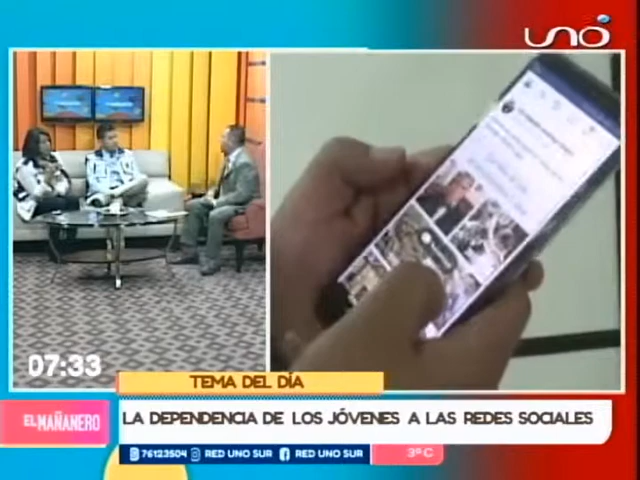 UNO
07:33
TEMA DEL DÍA
EL MAÑANERO
LA DEPENDENCIA DE LOS JÓVENES A LAS REDES SOCIALES
76123504 RED UNO SUR RED UNO SUR
3°C